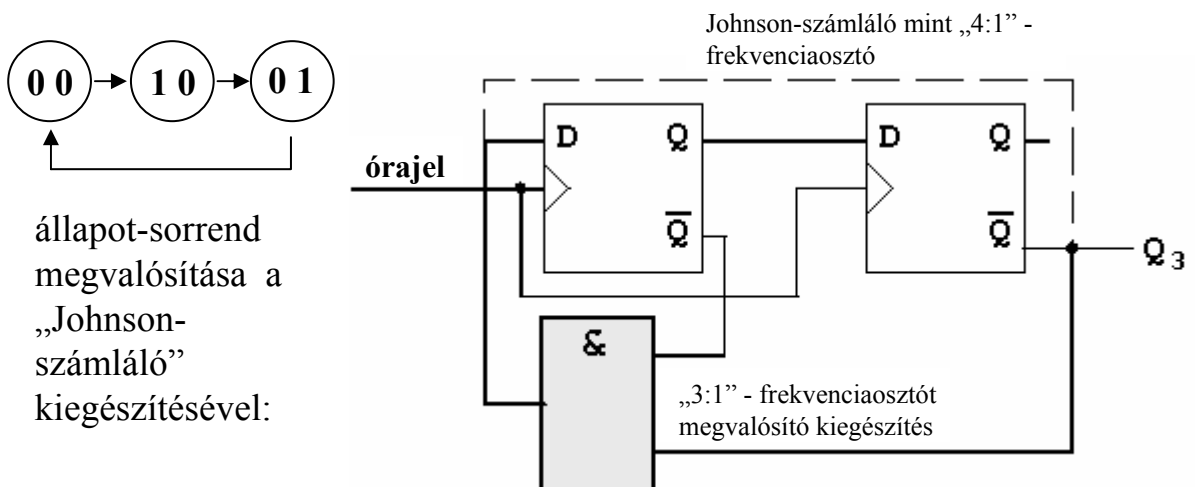 Johnson-számláló mint „4:1” -
frekvenciaosztó
0 0
1 0
0 1
D Q
Q
D Q
Q
órajel
Q3
állapot-sorrend
megvalósítása a
„Johnson-
számláló”
kiegészítésével:
&
„3:1” - frekvenciaosztót
megvalósító kiegészítés